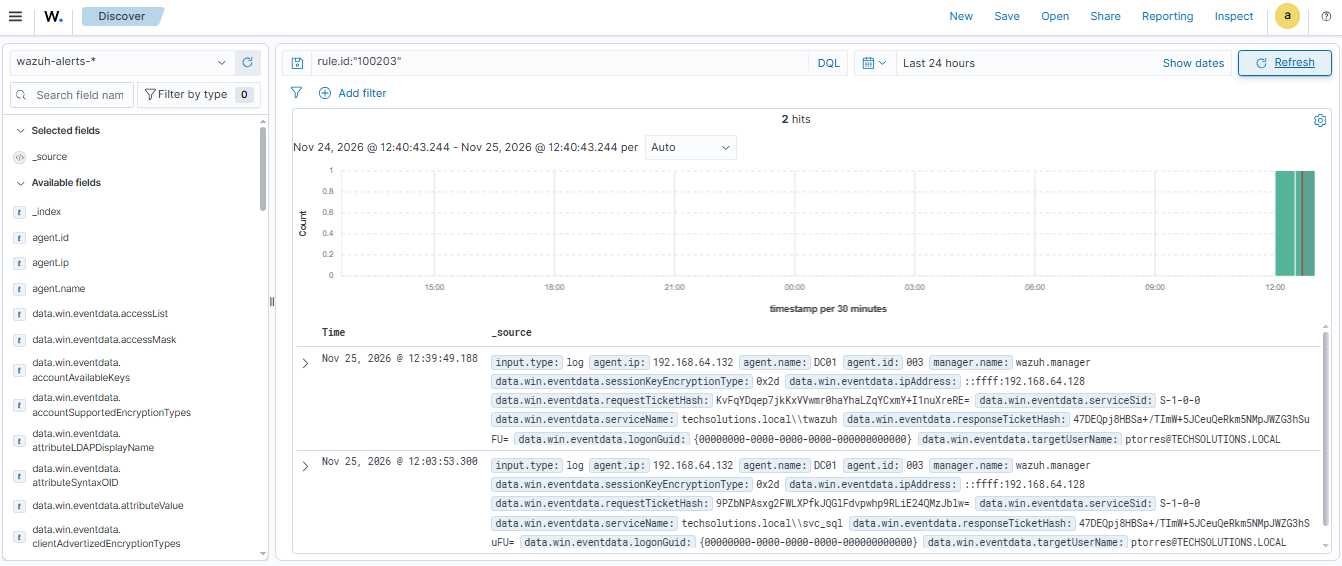 W. Discover New Save Open Share Reporting Inspect a
wazuh-alerts-*
Search field nam Filter by type 0
Selected fields
_source
Available fields
_index
agent.id
agent.ip
agent.name
data.win.eventdata.accessList
data.win.eventdata.accessMask
data.win.eventdata.
accountAvailableKeys
data.win.eventdata.
accountSupportedEncryptionTypes
data.win.eventdata.
attributeLDAPDisplayName
data.win.eventdata.
attributeSyntaxOID
data.win.eventdata.attributeValue
data.win.eventdata.
clientAdvertizedEncryptionTypes
rule.id:"100203" DQL Last 24 hours Show dates Refresh
Add filter
2 hits
Nov 24, 2026 @ 12:40:43.244 - Nov 25, 2026 @ 12:40:43.244 per Auto
Count
1
0.8
0.6
0.4
0.2
0
15:00 18:00 21:00 00:00 03:00 06:00 09:00 12:00
timestamp per 30 minutes
Time _source
Nov 25, 2026 @ 12:39:49.188 input.type: log agent.ip: 192.168.64.132 agent.name: DC01 agent.id: 003 manager.name: wazuh.manager
data.win.eventdata.sessionKeyEncryptionType: 0x2d data.win.eventdata.ipAddress: ::ffff:192.168.64.128
data.win.eventdata.requestTicketHash: KvFqYDqep7jkKxVVwmr0haYhaLZqYCxmY+I1nuXreRE= data.win.eventdata.serviceSid: S-1-0-0
data.win.eventdata.serviceName: techsolutions.local\\twazuh data.win.eventdata.responseTicketHash: 47DEQpj8HBSa+/TImW+5JCeuQeRkm5NMpJWZG3hSu
FU= data.win.eventdata.logonGuid: {00000000-0000-0000-0000-000000000000} data.win.eventdata.targetUserName: ptorres@TECHSOLUTIONS.LOCAL
Nov 25, 2026 @ 12:03:53.300 input.type: log agent.ip: 192.168.64.132 agent.name: DC01 agent.id: 003 manager.name: wazuh.manager
data.win.eventdata.sessionKeyEncryptionType: 0x2d data.win.eventdata.ipAddress: ::ffff:192.168.64.128
data.win.eventdata.requestTicketHash: 9PZbNPAsxg2FWLXPfkJQGlFdvpwhp9RLiE24QMzJblw= data.win.eventdata.serviceSid: S-1-0-0
data.win.eventdata.serviceName: techsolutions.local\\svc_sql data.win.eventdata.responseTicketHash: 47DEQpj8HBSa+/TImW+5JCeuQeRkm5NMpJWZG3hS
uFU= data.win.eventdata.logonGuid: {00000000-0000-0000-0000-000000000000} data.win.eventdata.targetUserName: ptorres@TECHSOLUTIONS.LOCAL